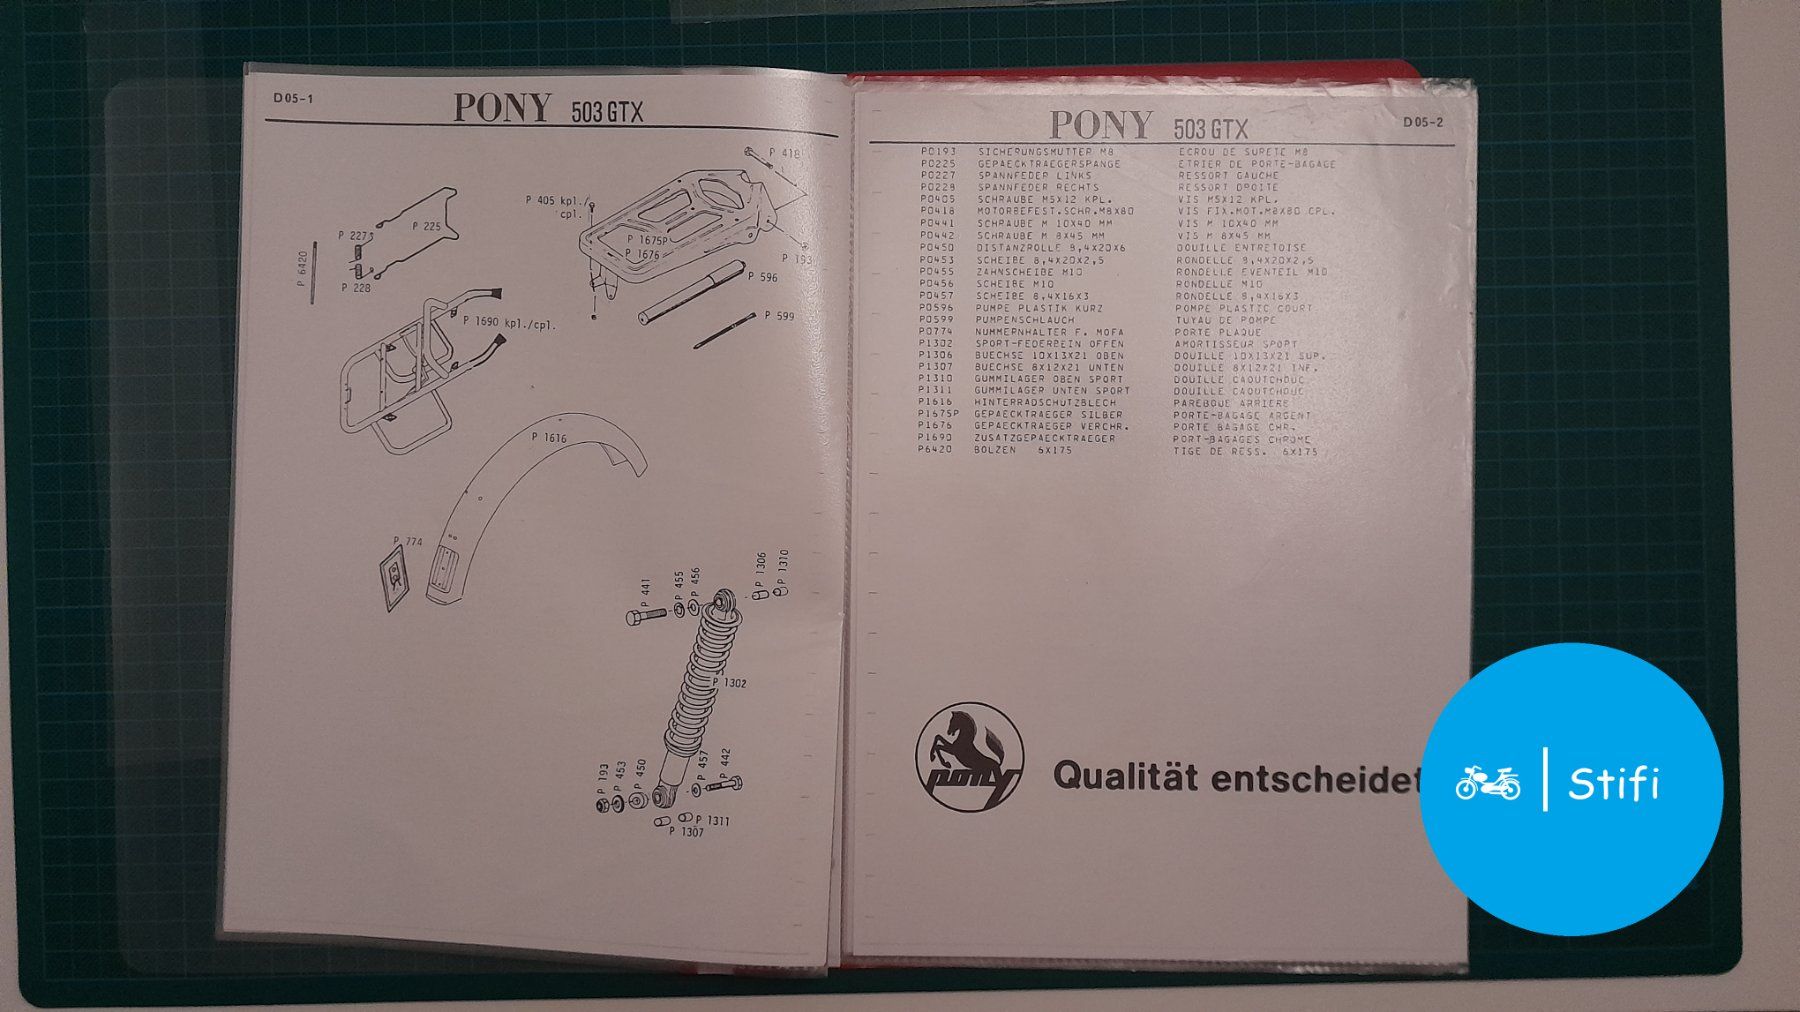 D05-1
PONY 503 GTX
P 418
P 405 kpl./
cpl.
P 225
P 227
P 1675P
P 1676
P 193
P 6420
P 228
P 596
P 599
P 1690 kpl./cpl.
P 1616
P 774
P 441
P 455
P 456
P 1306
P 1310
P 1302
P 193
P 453
P 450
P 457
P 442
P 1311
P 1307
PONY 503 GTX
D05-2
P0193 SICHERUNGSMUTTER M8 ECROU DE SURETE M8
P0225 GEPAECKTRAEGERSPANGE ETRIER DE PORTE-BAGAGE
P0227 SPANNFEDER LINKS RESSORT GAUCHE
P0228 SPANNFEDER RECHTS RESSORT DROITE
P0405 SCHRAUBE M5X12 KPL. VIS M5X12 KPL.
P0418 MOTORBEFEST.SCHR.M8X80 VIS FIX.MOT.M8X80 CPL.
P0441 SCHRAUBE M 10X40 MM VIS M 10X40 MM
P0442 SCHRAUBE M 8X45 MM VIS M 8X45 MM
P0450 DISTANZROLLE 8,4X20X6 DOUILLE ENTRETOISE
P0453 SCHEIBE 8,4X20X2,5 RONDELLE 8,4X20X2,5
P0455 ZAHNSCHEIBE M10 RONDELLE EVENTEIL M10
P0456 SCHEIBE M10 RONDELLE M10
P0457 SCHEIBE 8,4X16X3 RONDELLE 8,4X16X3
P0596 PUMPE PLASTIK KURZ POMPE PLASTIC COURT
P0599 PUMPENSCHLAUCH TUYAU DE POMPE
P0774 NUMMERNHALTER F. MOFA PORTE PLAQUE
P1302 SPORT-FEDERBEIN OFFEN AMORTISSEUR SPORT
P1306 BUECHSE 10X13X21 OBEN DOUILLE 10X13X21 SUP.
P1307 BUECHSE 8X12X21 UNTEN DOUILLE 8X12X21 INF.
P1310 GUMMILAGER OBEN SPORT DOUILLE CAOUTCHOUC
P1311 GUMMILAGER UNTEN SPORT DOUILLE CAOUTCHOUC
P1616 HINTERRADSCHUTZBLECH PAREBOUE ARRIERE
P1675P GEPAECKTRAEGER SILBER PORTE-BAGAGE ARGENT
P1676 GEPAECKTRAEGER VERCHR. PORTE BAGAGE CHR.
P1690 ZUSATZGEPAECKTRAEGER PORT-BAGAGES CHROME
P6420 BOLZEN 6X175 TIGE DE RESS. 6X175
pony
Qualität entscheidet
Stifi